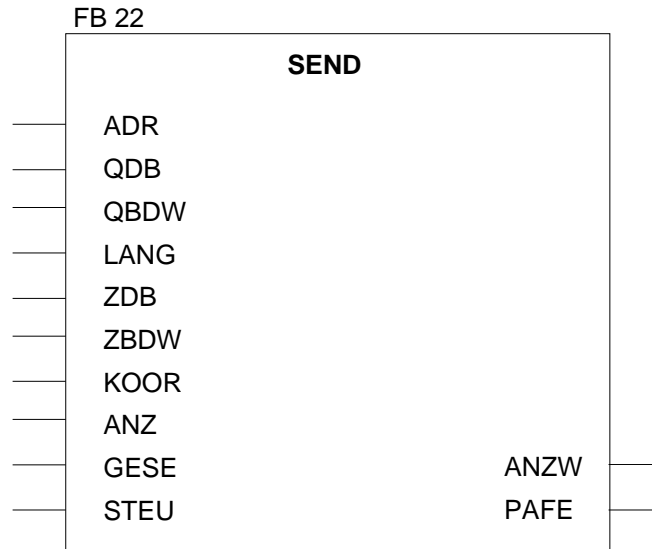 FB 22
SEND
ADR
QDB
QBDW
LANG
ZDB
ZBDW
KOOR
ANZ
GESE ANZW
STEU PAFE